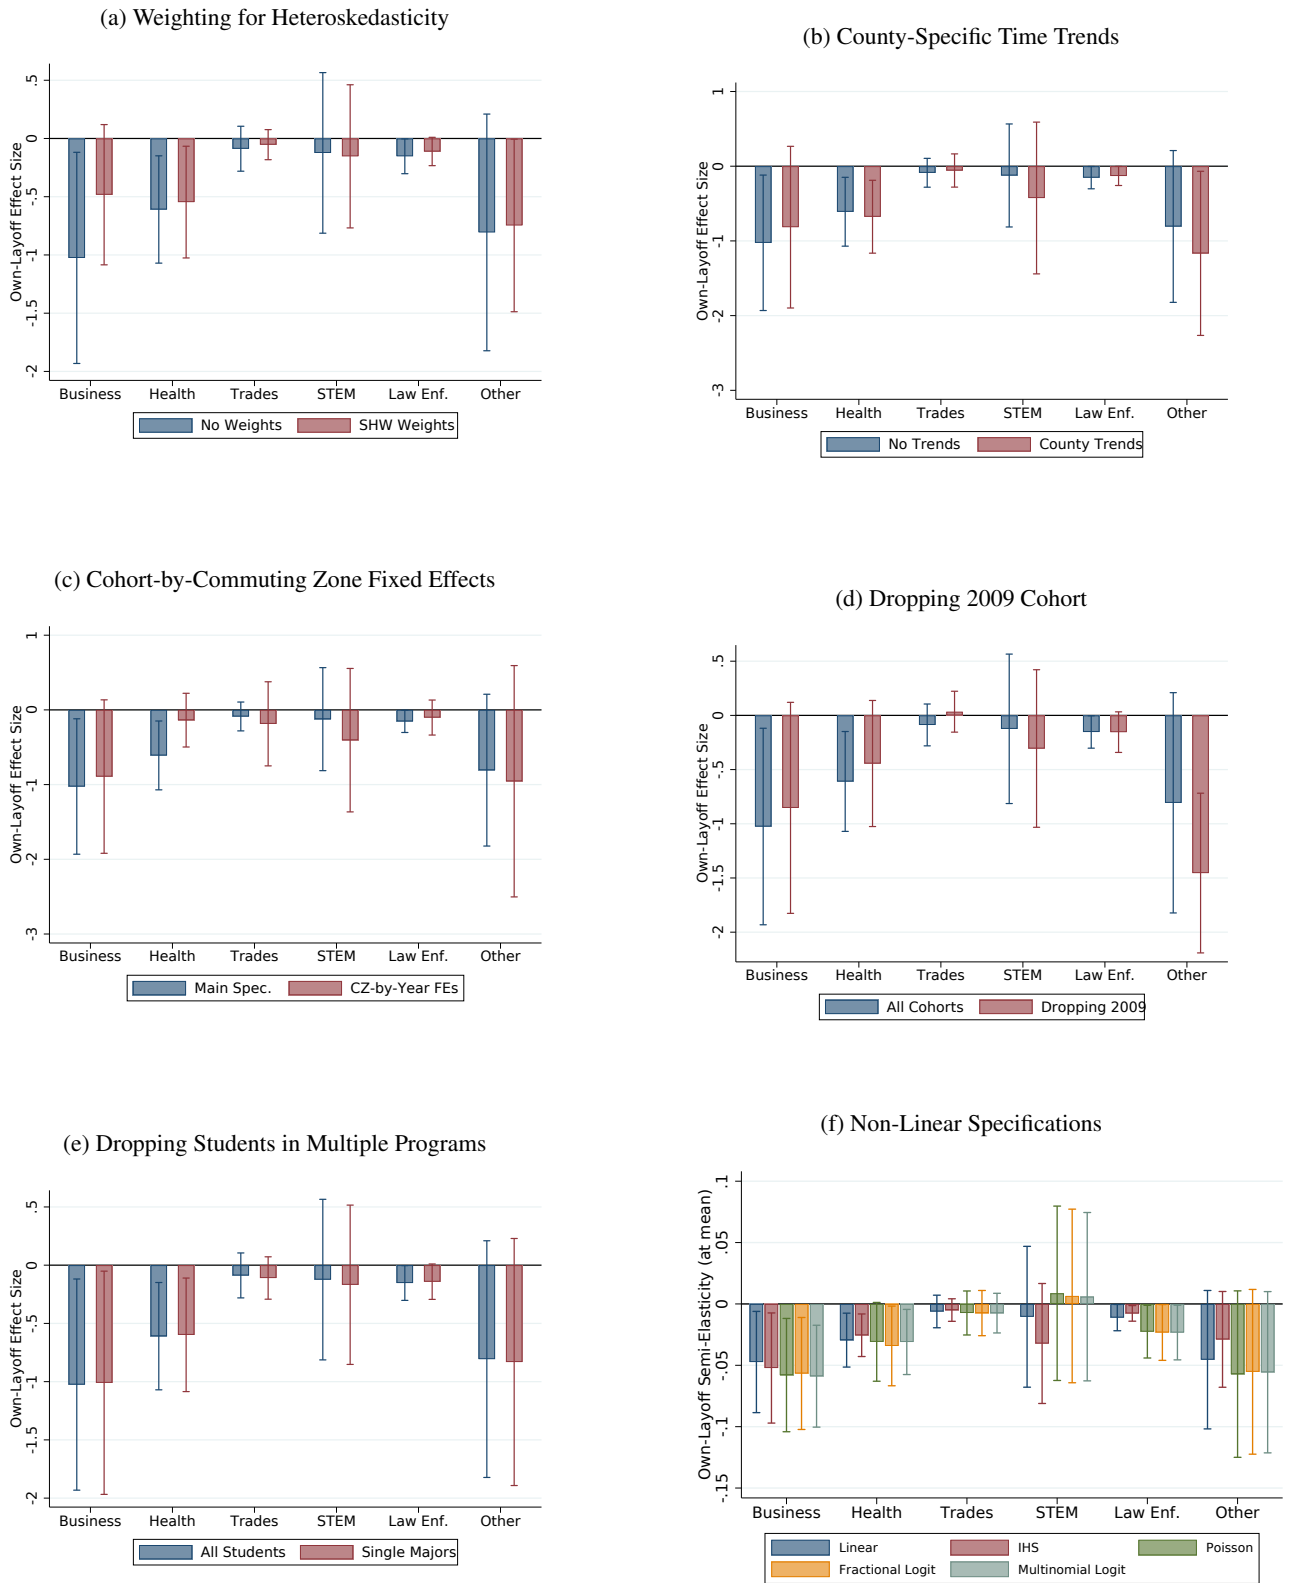 (a) Weighting for Heteroskedasticity
Own-Layoff Effect Size
.5
0
-.5
-1
-1.5
-2
Business Health Trades STEM Law Enf. Other
No Weights SHW Weights
(b) County-Specific Time Trends
Own-Layoff Effect Size
1
0
-1
-2
-3
Business Health Trades STEM Law Enf. Other
No Trends County Trends
(c) Cohort-by-Commuting Zone Fixed Effects
Own-Layoff Effect Size
1
0
-1
-2
-3
Business Health Trades STEM Law Enf. Other
Main Spec. CZ-by-Year FEs
(d) Dropping 2009 Cohort
Own-Layoff Effect Size
.5
0
-.5
-1
-1.5
-2
Business Health Trades STEM Law Enf. Other
All Cohorts Dropping 2009
(e) Dropping Students in Multiple Programs
Own-Layoff Effect Size
.5
0
-.5
-1
-1.5
-2
Business Health Trades STEM Law Enf. Other
All Students Single Majors
(f) Non-Linear Specifications
Own-Layoff Semi-Elasticity (at mean)
.1
.05
0
-.05
-.1
-.15
Business Health Trades STEM Law Enf. Other
Linear IHS Poisson
Fractional Logit Multinomial Logit